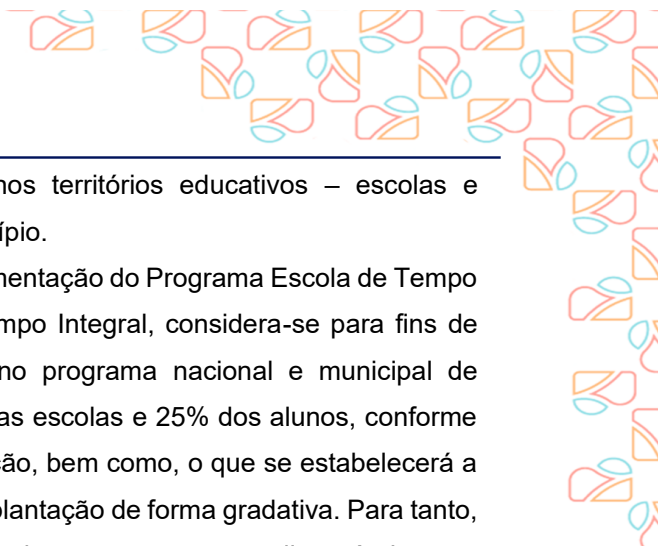 nos territórios educativos – escolas e
ípio.
nentação do Programa Escola de Tempo
mpo Integral, considera-se para fins de
no programa nacional e municipal de
as escolas e 25% dos alunos, conforme
ção, bem como, o que se estabelecerá a
plantação de forma gradativa. Para tanto,